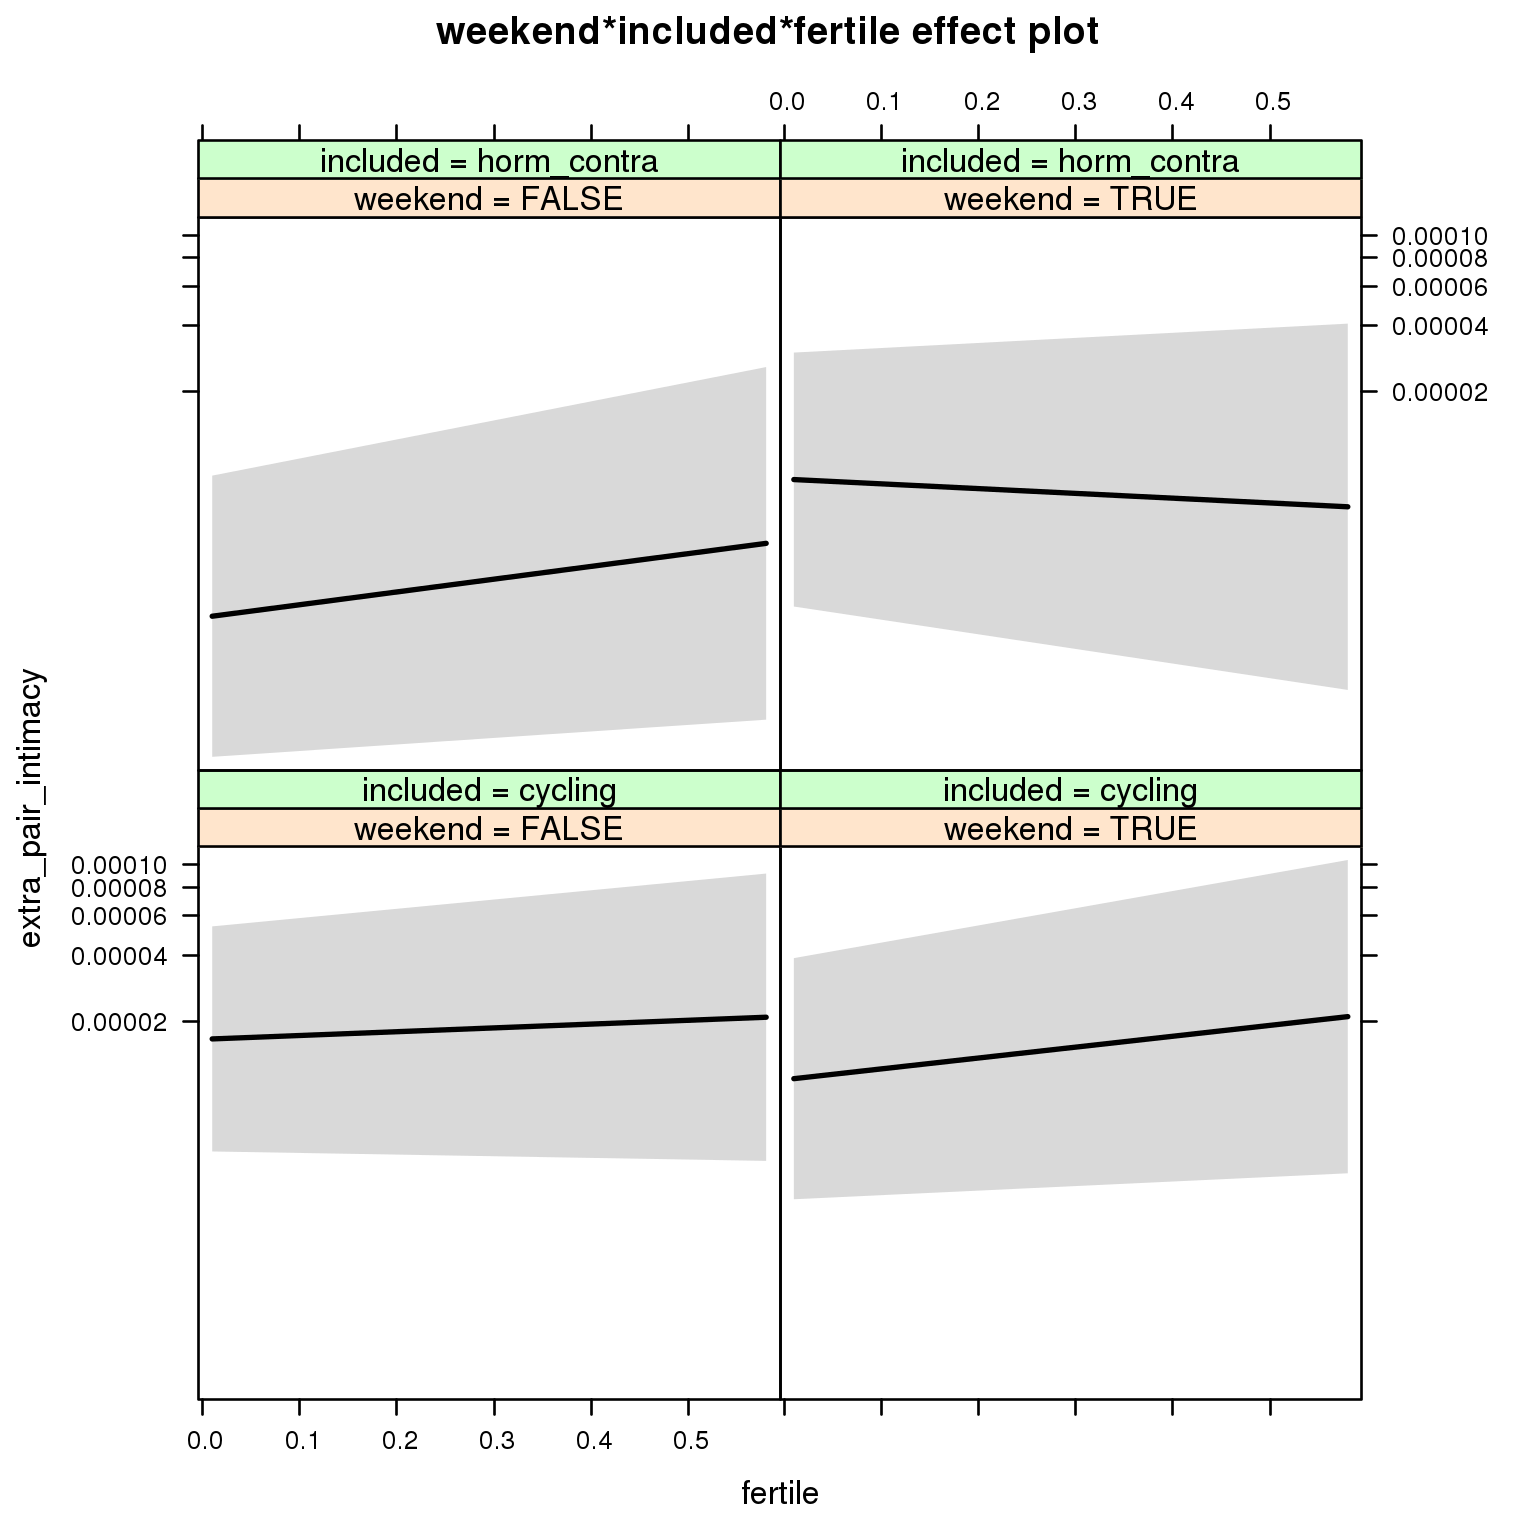 weekend*included*fertile effect plot
0.0 0.1 0.2 0.3 0.4 0.5
included = horm_contra included = horm_contra
weekend = FALSE weekend = TRUE
0.00010
0.00008
0.00006
0.00004
0.00002
extra_pair_intimacy
included = cycling included = cycling
weekend = FALSE weekend = TRUE
0.00010
0.00008
0.00006
0.00004
0.00002
0.0 0.1 0.2 0.3 0.4 0.5
fertile